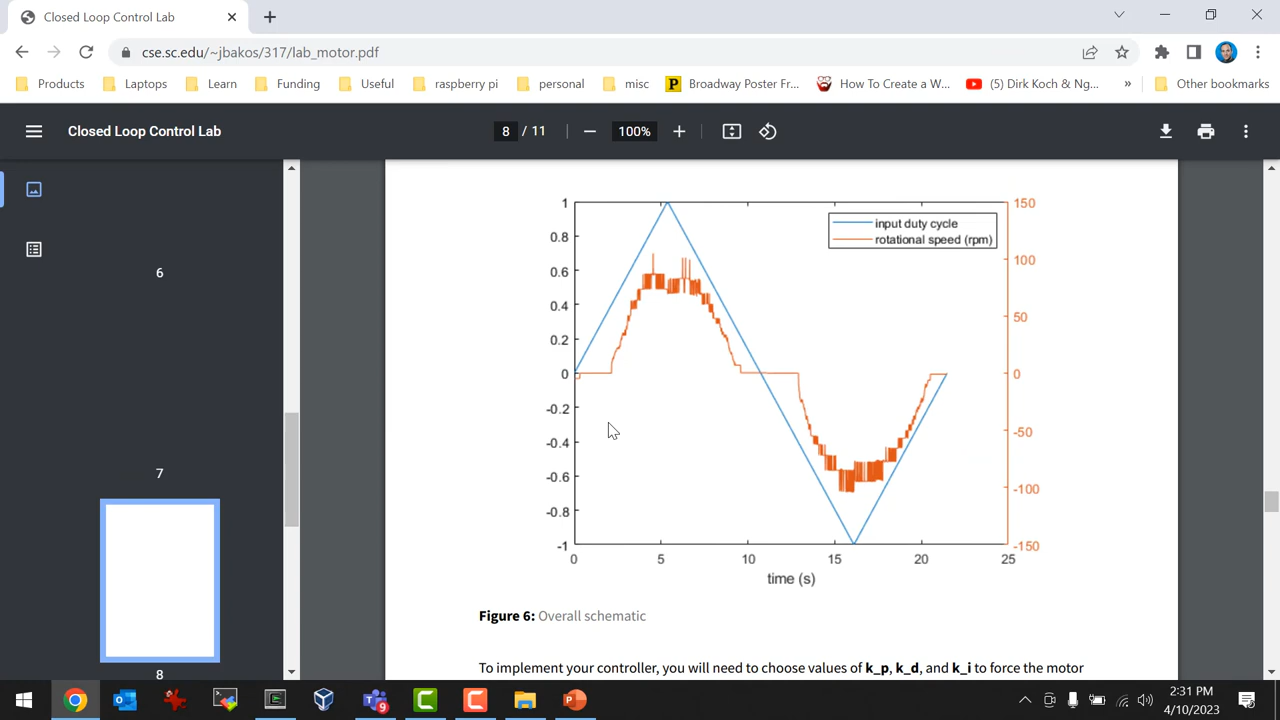 Closed Loop Control Lab
cse.sc.edu/~jbakos/317/lab_motor.pdf
Products Laptops Learn Funding Useful raspberry pi personal misc Broadway Poster Fr... How To Create a W... (5) Dirk Koch & Ng... » Other bookmarks
Closed Loop Control Lab 8 / 11 100%
6
7
8
1
0.8
0.6
0.4
0.2
0
-0.2
-0.4
-0.6
-0.8
-1
150
100
50
0
-50
-100
-150
input duty cycle
rotational speed (rpm)
0 5 10 15 20 25
time (s)
Figure 6: Overall schematic
To implement your controller, you will need to choose values of k_p, k_d, and k_i to force the motor
9
2:31 PM
4/10/2023